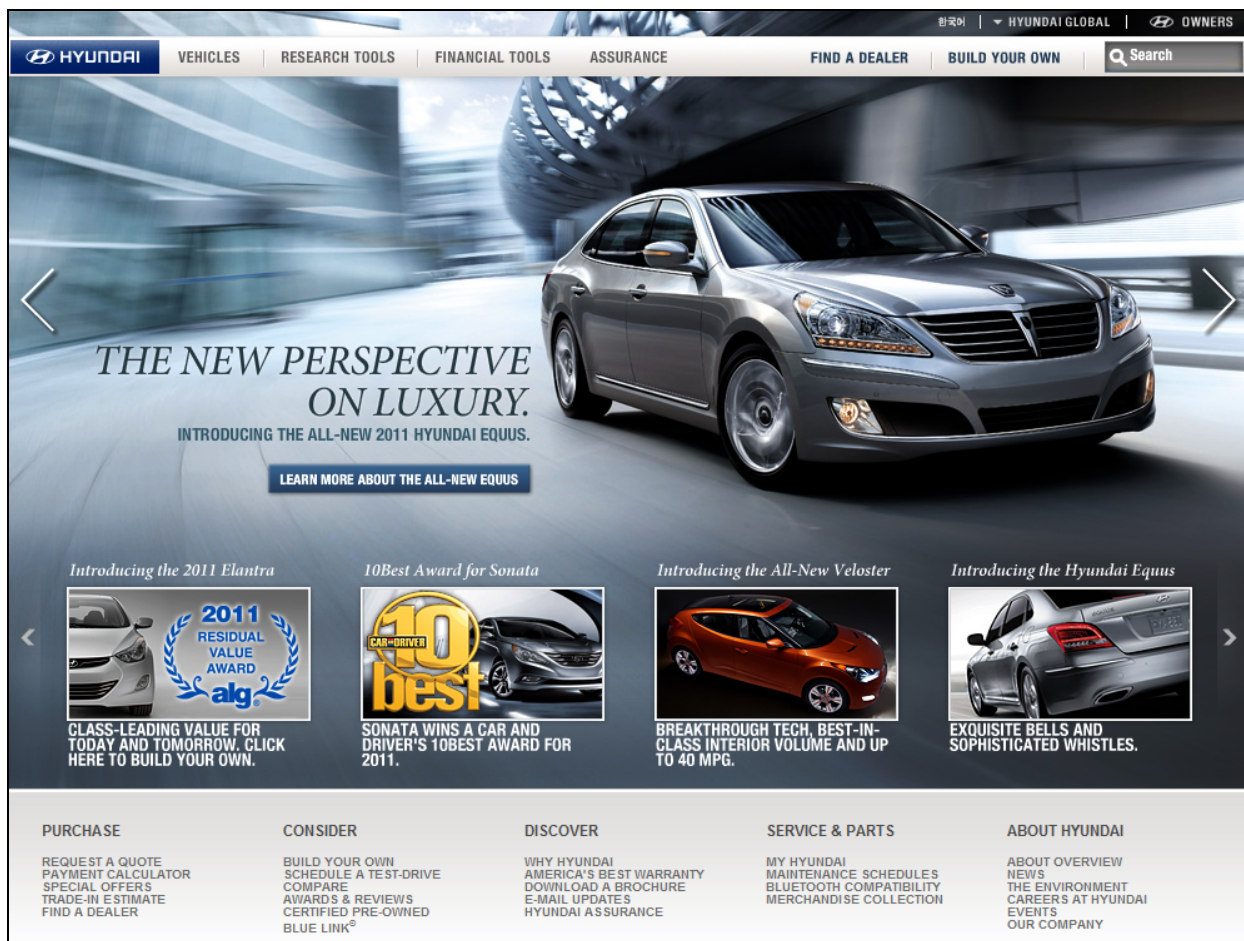 한국어
HYUNDAI GLOBAL
OWNERS
HYUNDAI
VEHICLES
RESEARCH TOOLS
FINANCIAL TOOLS
ASSURANCE
FIND A DEALER
BUILD YOUR OWN
Search
THE NEW PERSPECTIVE
ON LUXURY.
INTRODUCING THE ALL-NEW 2011 HYUNDAI EQUUS.
LEARN MORE ABOUT THE ALL-NEW EQUUS
Introducing the 2011 Elantra
2011
RESIDUAL
VALUE
AWARD
alg
CLASS-LEADING VALUE FOR
TODAY AND TOMORROW. CLICK
HERE TO BUILD YOUR OWN.
10Best Award for Sonata
CAR AND DRIVER
10
best
SONATA WINS A CAR AND
DRIVER'S 10BEST AWARD FOR
2011.
Introducing the All-New Veloster
BREAKTHROUGH TECH, BEST-IN-
CLASS INTERIOR VOLUME AND UP
TO 40 MPG.
Introducing the Hyundai Equus
EXQUISITE BELLS AND
SOPHISTICATED WHISTLES.
PURCHASE
REQUEST A QUOTE
PAYMENT CALCULATOR
SPECIAL OFFERS
TRADE-IN ESTIMATE
FIND A DEALER
CONSIDER
BUILD YOUR OWN
SCHEDULE A TEST-DRIVE
COMPARE
AWARDS & REVIEWS
CERTIFIED PRE-OWNED
BLUE LINK©
DISCOVER
WHY HYUNDAI
AMERICA'S BEST WARRANTY
DOWNLOAD A BROCHURE
E-MAIL UPDATES
HYUNDAI ASSURANCE
SERVICE & PARTS
MY HYUNDAI
MAINTENANCE SCHEDULES
BLUETOOTH COMPATIBILITY
MERCHANDISE COLLECTION
ABOUT HYUNDAI
ABOUT OVERVIEW
NEWS
THE ENVIRONMENT
CAREERS AT HYUNDAI
EVENTS
OUR COMPANY